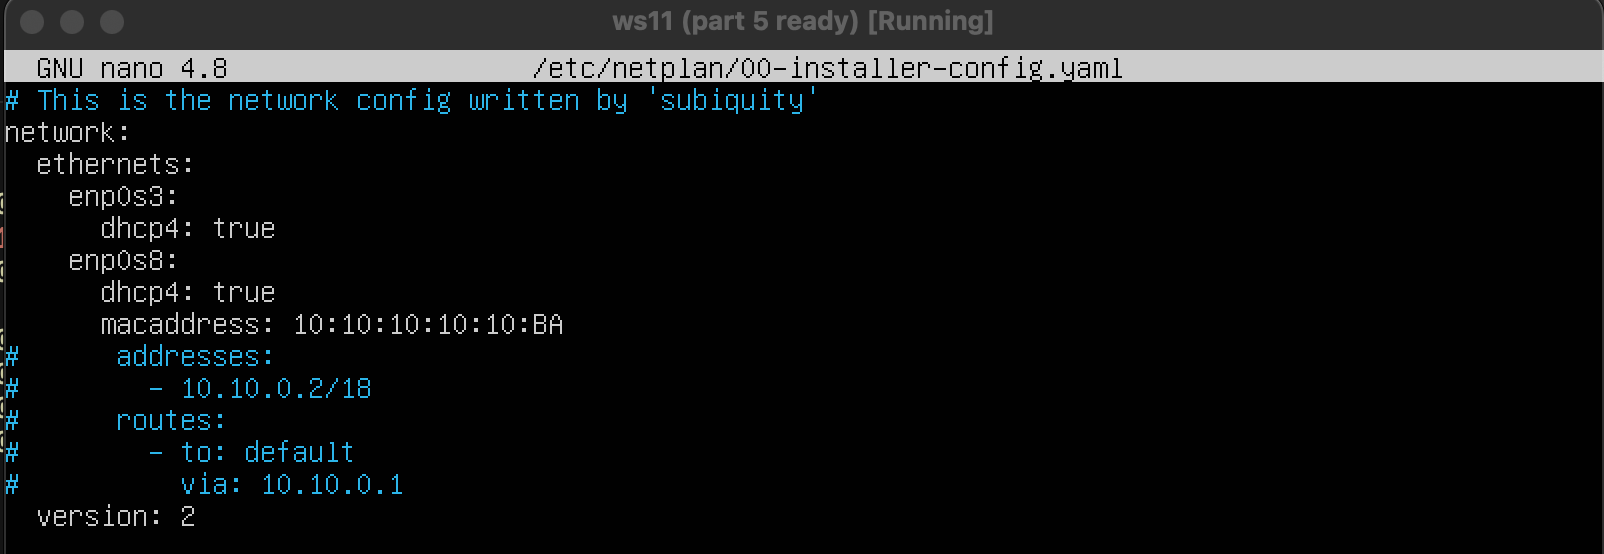 ws11 (part 5 ready) [Running]
GNU nano 4.8 /etc/netplan/00-installer-config.yaml
# This is the network config written by 'subiquity'
network:
  ethernets:
    enp0s3:
      dhcp4: true
    enp0s8:
      dhcp4: true
      macaddress: 10:10:10:10:10:BA
#      addresses:
#        - 10.10.0.2/18
#      routes:
#        - to: default
#          via: 10.10.0.1
  version: 2